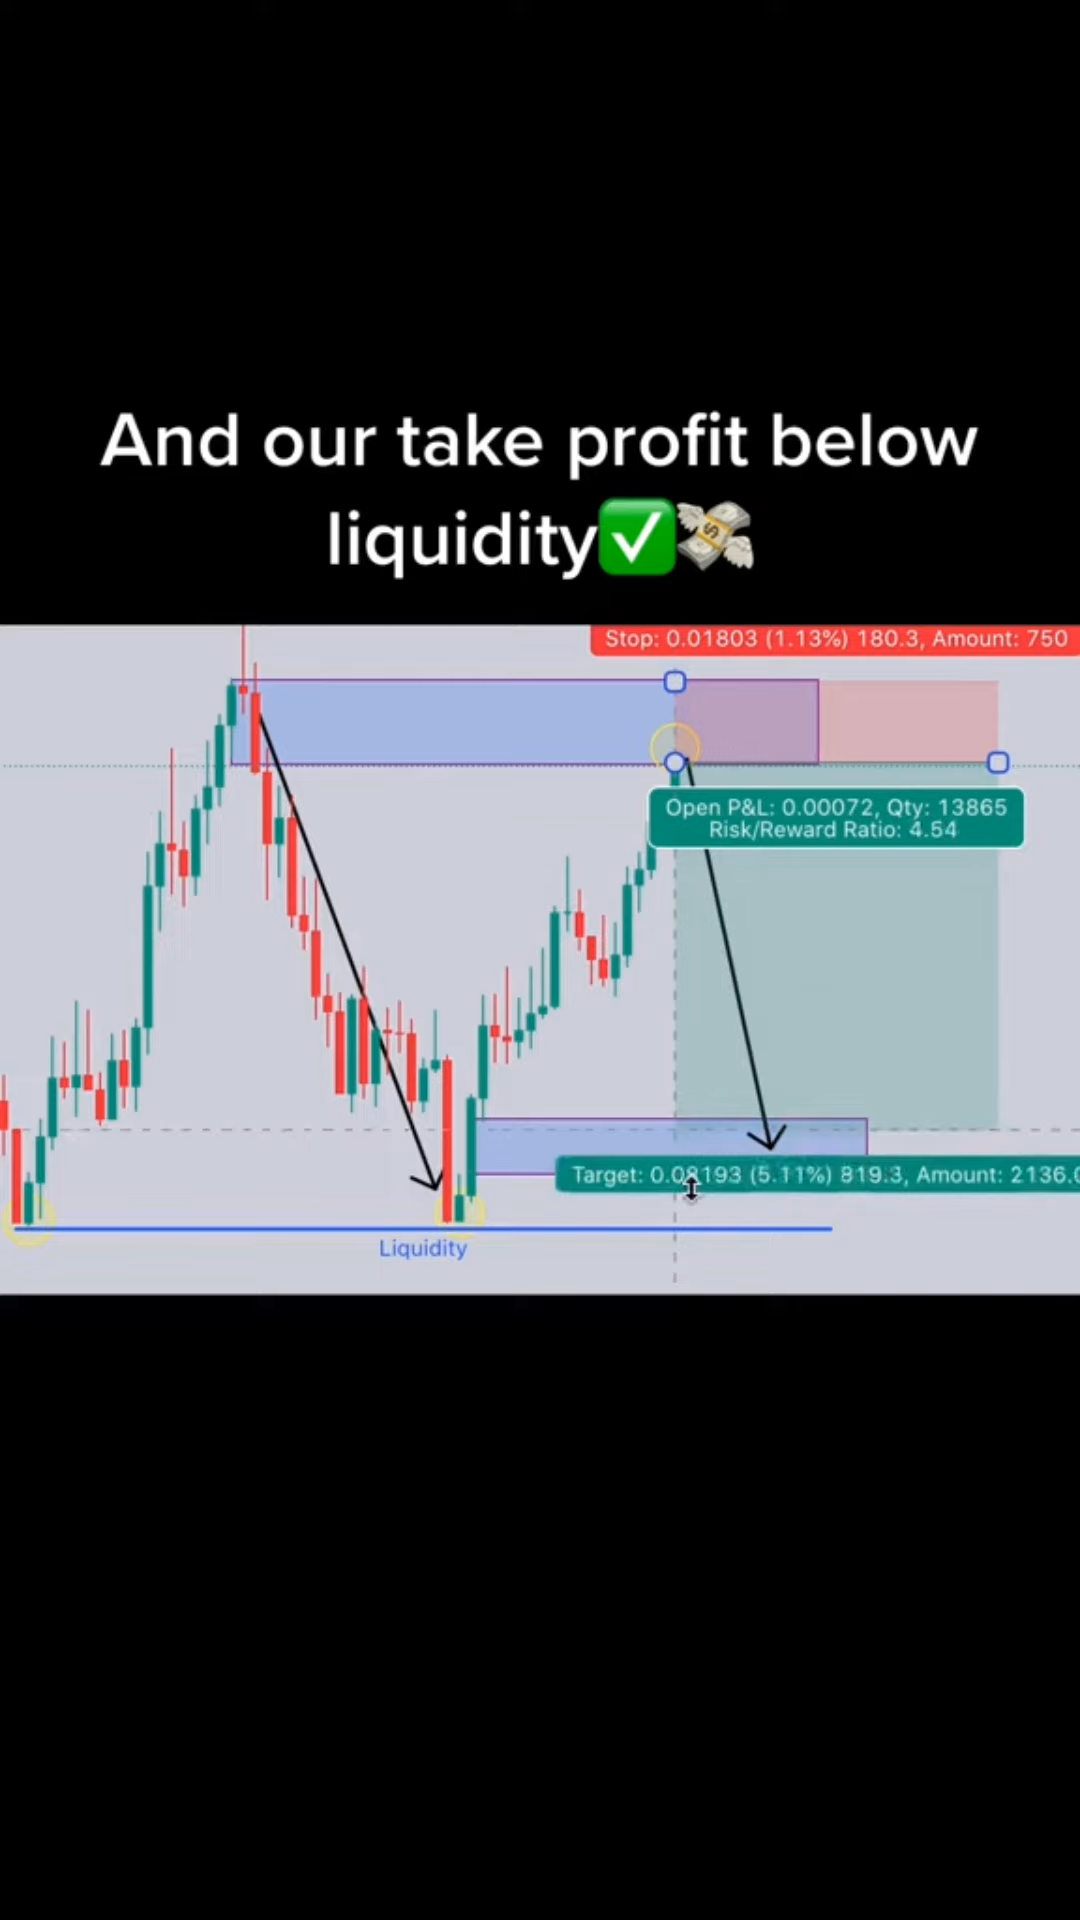 And our take profit below
liquidity✅💸
Stop: 0.01803 (1.13%) 180.3, Amount: 750
Open P&L: 0.00072, Qty: 13865
Risk/Reward Ratio: 4.54
Target: 0.08193 (5.11%) 819.3, Amount: 2136.
Liquidity